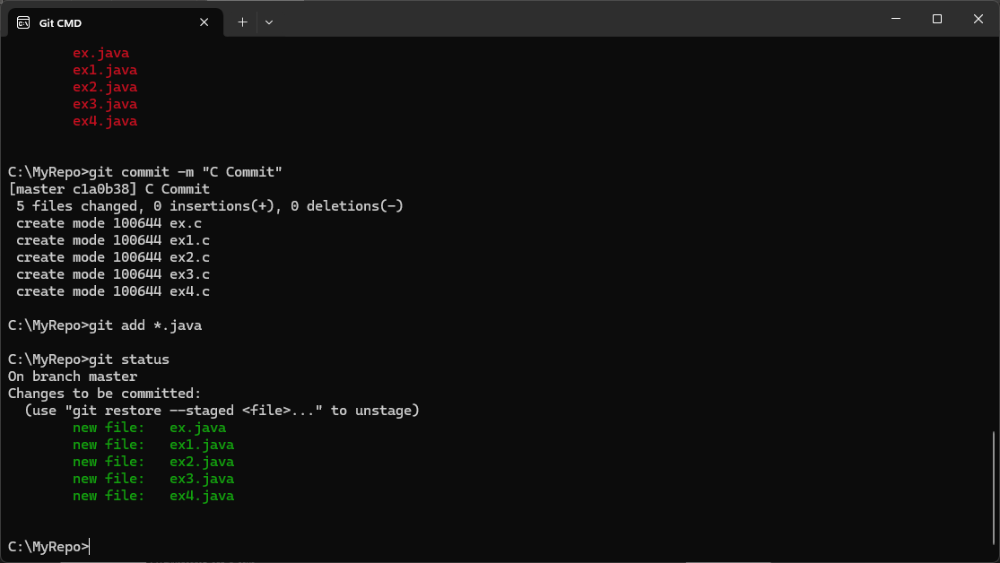 Git CMD
ex.java
ex1.java
ex2.java
ex3.java
ex4.java
C:\MyRepo>git commit -m "C Commit"
[master c1a0b38] C Commit
 5 files changed, 0 insertions(+), 0 deletions(-)
 create mode 100644 ex.c
 create mode 100644 ex1.c
 create mode 100644 ex2.c
 create mode 100644 ex3.c
 create mode 100644 ex4.c
C:\MyRepo>git add *.java
C:\MyRepo>git status
On branch master
Changes to be committed:
  (use "git restore --staged <file>..." to unstage)
        new file:   ex.java
        new file:   ex1.java
        new file:   ex2.java
        new file:   ex3.java
        new file:   ex4.java
C:\MyRepo>